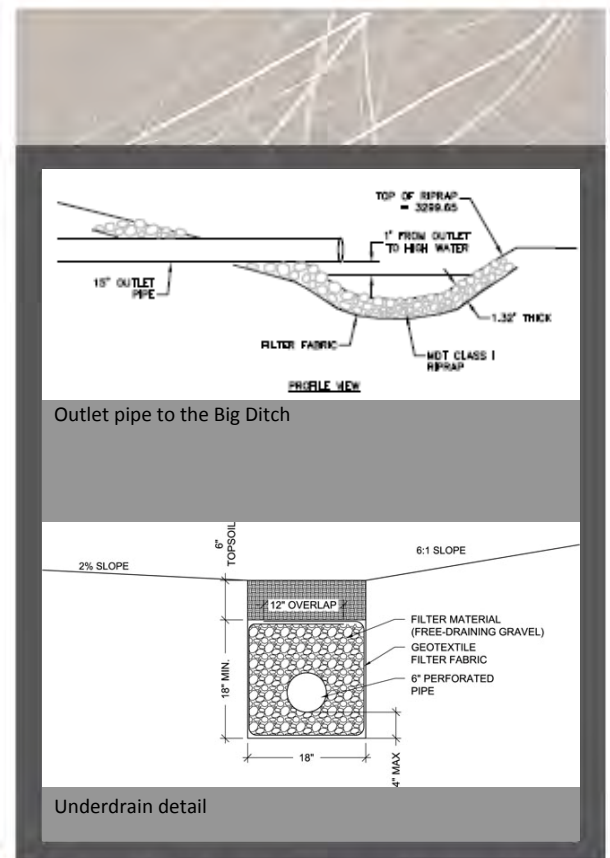 TOP OF RIPRAP
= 3299.65
1' FROM OUTLET
TO HIGH WATER
15" OUTLET
PIPE
1.32' THICK
FILTER FABRIC
MDT CLASS I
RIPRAP
PROFILE VIEW
Outlet pipe to the Big Ditch
6"
TOPSOIL
2% SLOPE
6:1 SLOPE
12" OVERLAP
FILTER MATERIAL
(FREE-DRAINING GRAVEL)
GEOTEXTILE
FILTER FABRIC
6" PERFORATED
PIPE
18" MIN.
18"
4" MAX
Underdrain detail